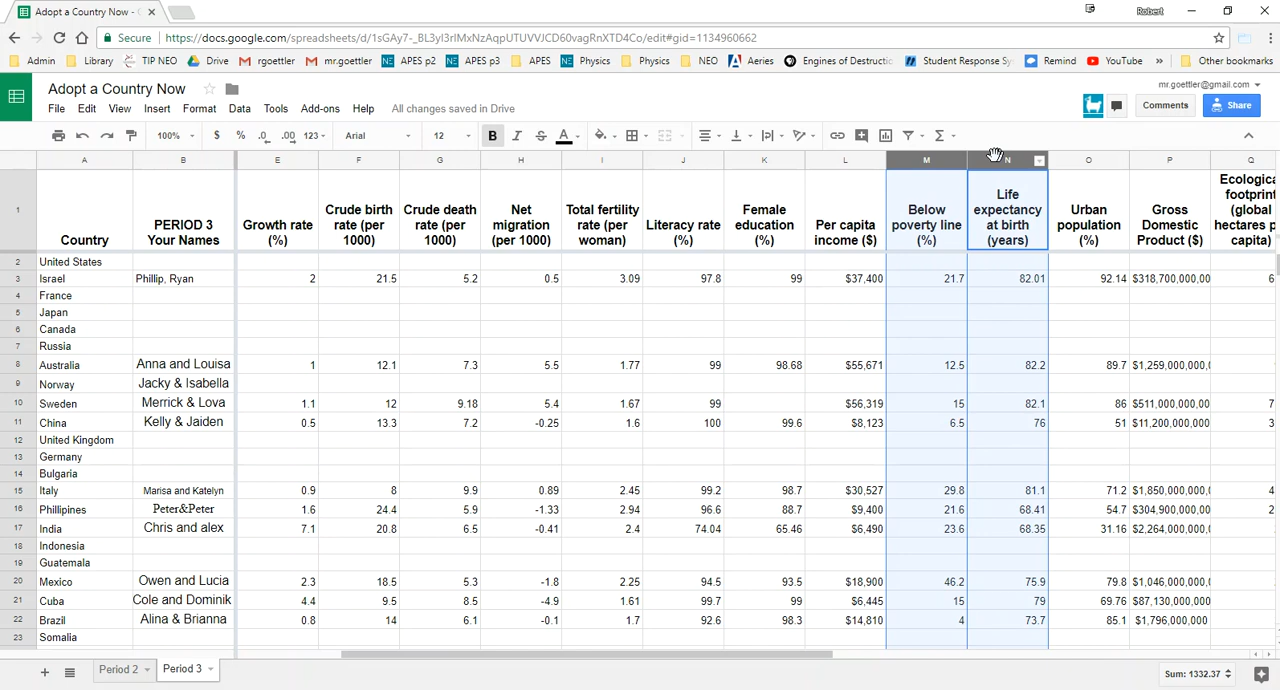 Adopt a Country Now -
Robert
Secure https://docs.google.com/spreadsheets/d/1sGAy7-_BL3yI3rIMxNzAqpUTUVVJCD60vagRnXTD4Co/edit#gid=1134960662
Admin Library TIP NEO Drive rgoettler mr.goettler APES p2 APES p3 APES Physics Physics NEO Aeries Engines of Destructio Student Response Sy Remind YouTube » Other bookmarks
Adopt a Country Now
mr.goettler@gmail.com
File Edit View Insert Format Data Tools Add-ons Help All changes saved in Drive
Comments Share
100% $ % .0 .00 123 Arial 12 B I S A Σ
A B E F G H I J K L M N O P Q
1 Country PERIOD 3 Your Names Growth rate (%) Crude birth rate (per 1000) Crude death rate (per 1000) Net migration (per 1000) Total fertility rate (per woman) Literacy rate (%) Female education (%) Per capita income ($) Below poverty line (%) Life expectancy at birth (years) Urban population (%) Gross Domestic Product ($) Ecologica footprint (global hectares p capita)
2 United States
3 Israel Phillip, Ryan 2 21.5 5.2 0.5 3.09 97.8 99 $37,400 21.7 82.01 92.14 $318,700,000,00 6
4 France
5 Japan
6 Canada
7 Russia
8 Australia Anna and Louisa 1 12.1 7.3 5.5 1.77 99 98.68 $55,671 12.5 82.2 89.7 $1,259,000,000,
9 Norway Jacky & Isabella
10 Sweden Merrick & Lova 1.1 12 9.18 5.4 1.67 99 $56,319 15 82.1 86 $511,000,000,00 7
11 China Kelly & Jaiden 0.5 13.3 7.2 -0.25 1.6 100 99.6 $8,123 6.5 76 51 $11,200,000,000 3
12 United Kingdom
13 Germany
14 Bulgaria
15 Italy Marisa and Katelyn 0.9 8 9.9 0.89 2.45 99.2 98.7 $30,527 29.8 81.1 71.2 $1,850,000,000, 4
16 Phillipines Peter&Peter 1.6 24.4 5.9 -1.33 2.94 96.6 88.7 $9,400 21.6 68.41 54.7 $304,900,000,00 2
17 India Chris and alex 7.1 20.8 6.5 -0.41 2.4 74.04 65.46 $6,490 23.6 68.35 31.16 $2,264,000,000,
18 Indonesia
19 Guatemala
20 Mexico Owen and Lucia 2.3 18.5 5.3 -1.8 2.25 94.5 93.5 $18,900 46.2 75.9 79.8 $1,046,000,000,
21 Cuba Cole and Dominik 4.4 9.5 8.5 -4.9 1.61 99.7 99 $6,445 15 79 69.76 $87,130,000,000
22 Brazil Alina & Brianna 0.8 14 6.1 -0.1 1.7 92.6 98.3 $14,810 4 73.7 85.1 $1,796,000,000
23 Somalia
Period 2 Period 3 Sum: 1332.37